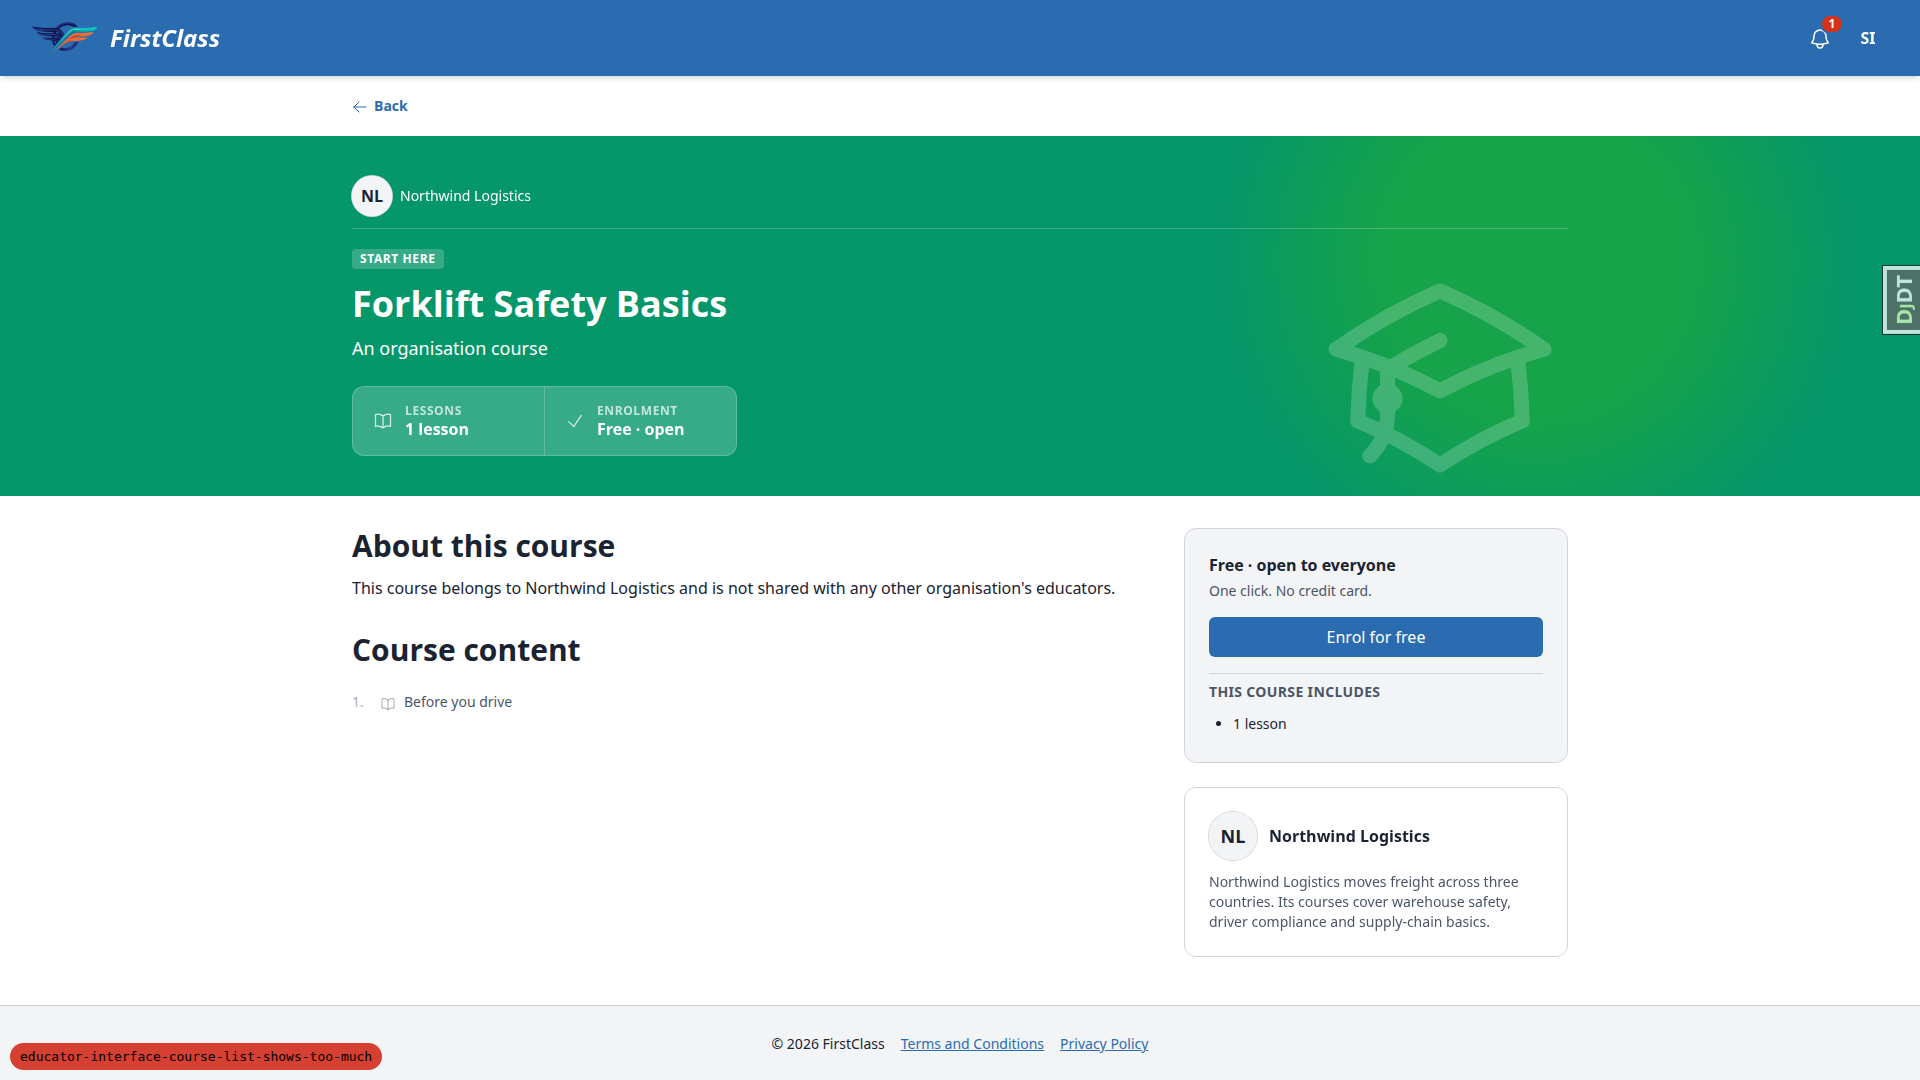 FirstClass
1
SI
Back
NL Northwind Logistics
START HERE
Forklift Safety Basics
An organisation course
LESSONS
1 lesson
ENROLMENT
Free · open
DjDT
About this course
This course belongs to Northwind Logistics and is not shared with any other organisation's educators.
Course content
1. Before you drive
Free · open to everyone
One click. No credit card.
Enrol for free
THIS COURSE INCLUDES
• 1 lesson
NL Northwind Logistics
Northwind Logistics moves freight across three
countries. Its courses cover warehouse safety,
driver compliance and supply-chain basics.
© 2026 FirstClass Terms and Conditions Privacy Policy
educator-interface-course-list-shows-too-much